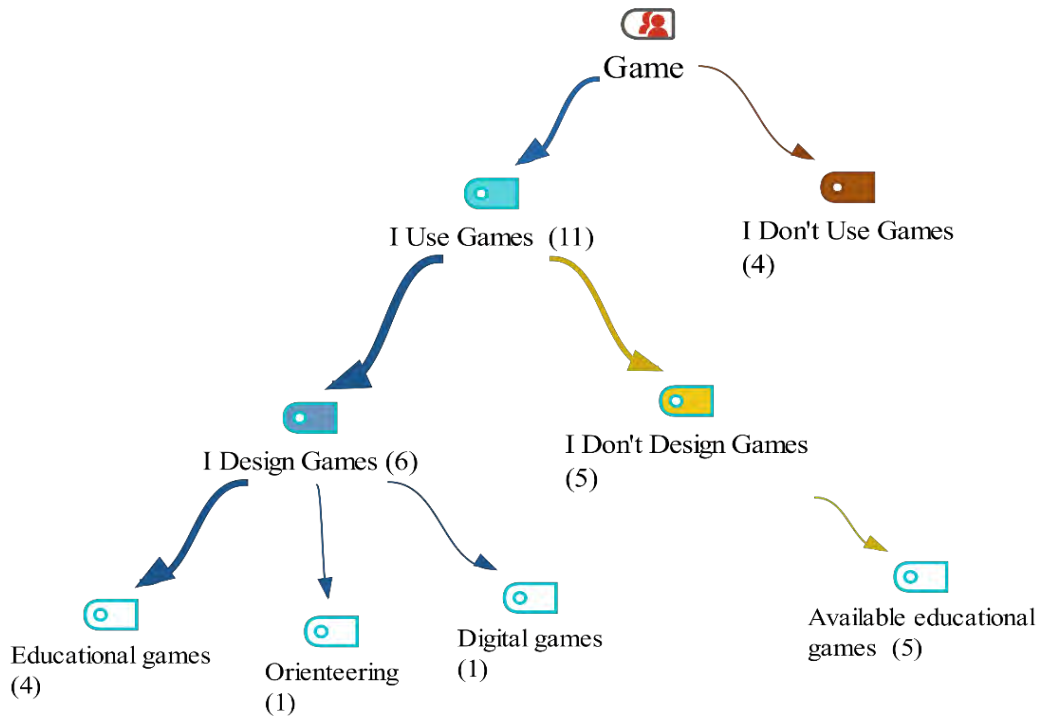 Game
I Use Games (11)
I Don't Use Games
(4)
I Design Games (6)
I Don't Design Games
(5)
Educational games
(4)
Orienteering
(1)
Digital games
(1)
Available educational
games (5)